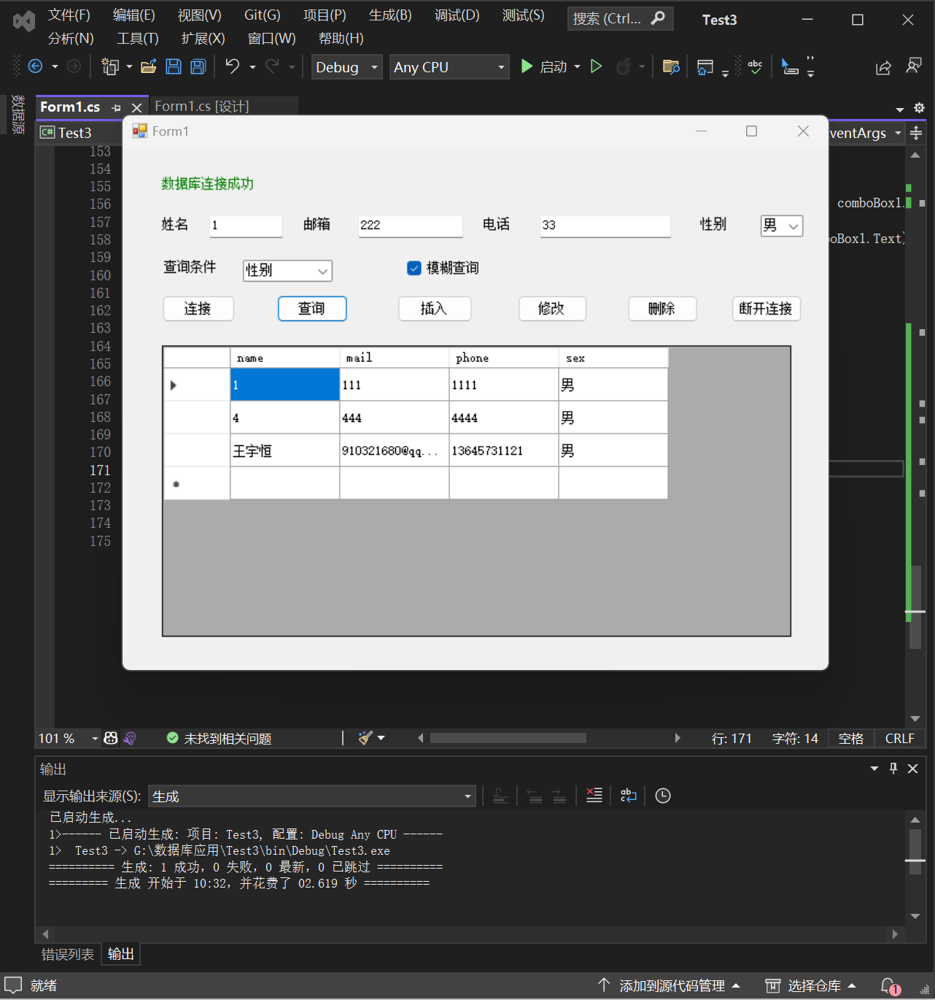 文件(F) 编辑(E) 视图(V) Git(G) 项目(P) 生成(B) 调试(D) 测试(S) 搜索 (Ctrl... Test3
分析(N) 工具(T) 扩展(X) 窗口(W) 帮助(H)
Debug Any CPU 启动
数据源
Form1.cs Form1.cs [设计]
Test3 ventArgs
Form1
153
154
155
156 comboBox1.
157
158 oBox1.Text)
159
160
161
162
163
164
165
166
167
168
169
170
171
172
173
174
175
数据库连接成功
姓名 1 邮箱 222 电话 33 性别 男
查询条件 性别 模糊查询
连接 查询 插入 修改 删除 断开连接
name mail phone sex
1 111 1111 男
4 444 4444 男
王宇恒 910321680@qq... 13645731121 男
101 % 未找到相关问题 行: 171 字符: 14 空格 CRLF
输出
显示输出来源(S): 生成
已启动生成...
1>------ 已启动生成: 项目: Test3, 配置: Debug Any CPU ------
1>  Test3 -> G:\数据库应用\Test3\bin\Debug\Test3.exe
========== 生成: 1 成功，0 失败，0 最新，0 已跳过 ==========
========= 生成 开始于 10:32，并花费了 02.619 秒 ==========
错误列表 输出
就绪 添加到源代码管理 选择仓库 1